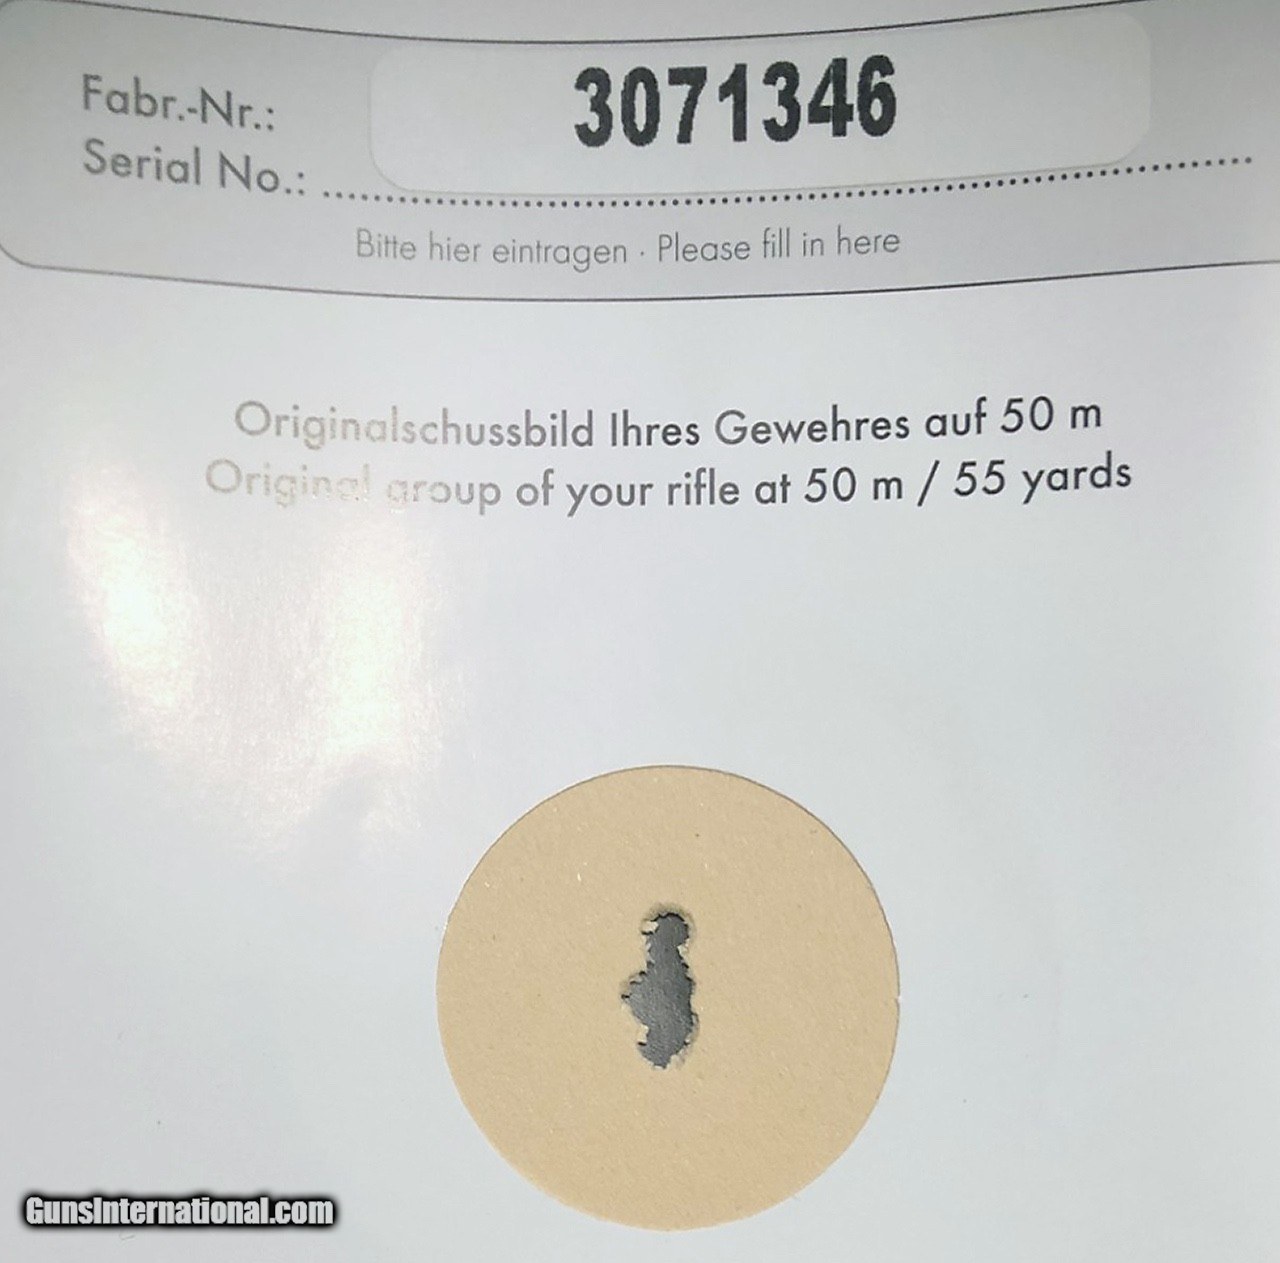 Fabr.-Nr.: 3071346
Serial No.:
Bitte hier eintragen · Please fill in here
Originalschussbild Ihres Gewehres auf 50 m
Original group of your rifle at 50 m / 55 yards
GunsInternational.com